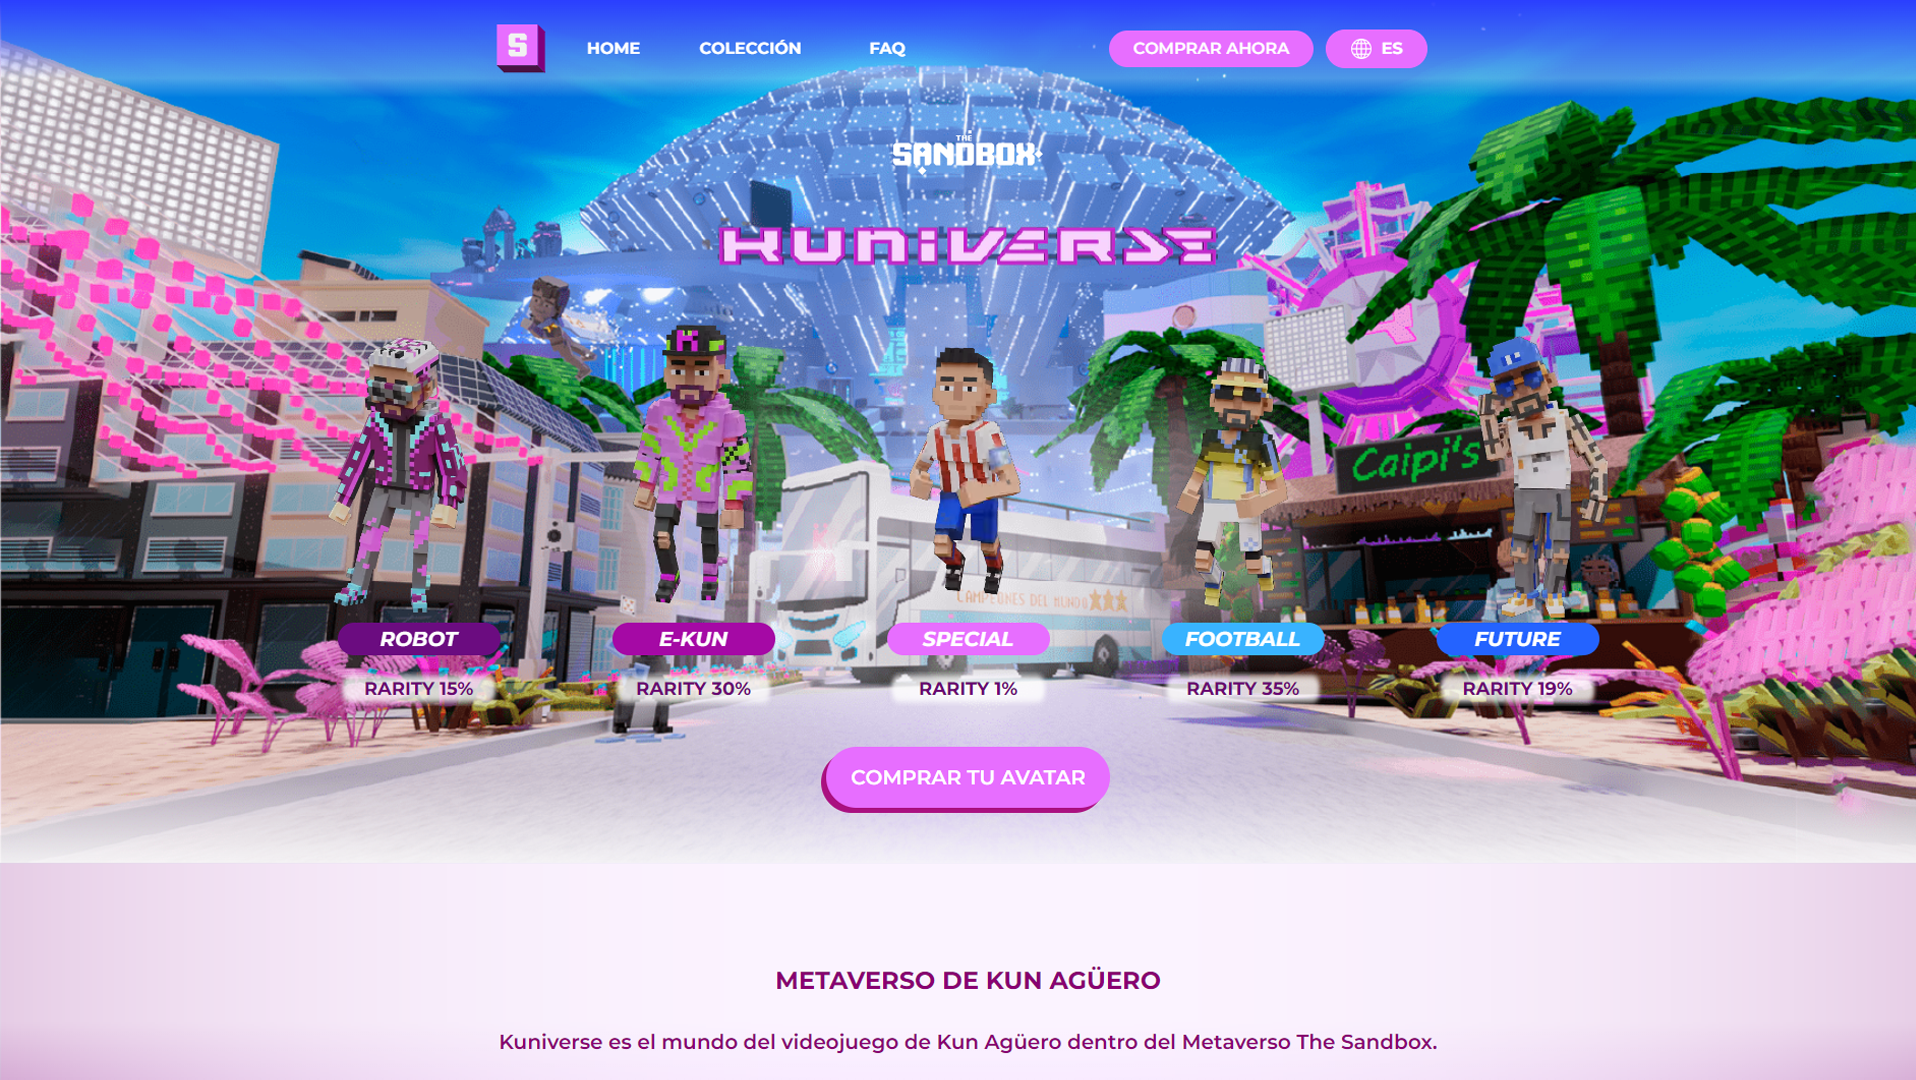 S
HOME
COLECCIÓN
FAQ
COMPRAR AHORA
ES
THE
SANDBOX
KUNIVERSE
Caipi's
CAMPEONES DEL MUNDO
ROBOT
E-KUN
SPECIAL
FOOTBALL
FUTURE
RARITY 15%
RARITY 30%
RARITY 1%
RARITY 35%
RARITY 19%
COMPRAR TU AVATAR
METAVERSO DE KUN AGÜERO
Kuniverse es el mundo del videojuego de Kun Agüero dentro del Metaverso The Sandbox.